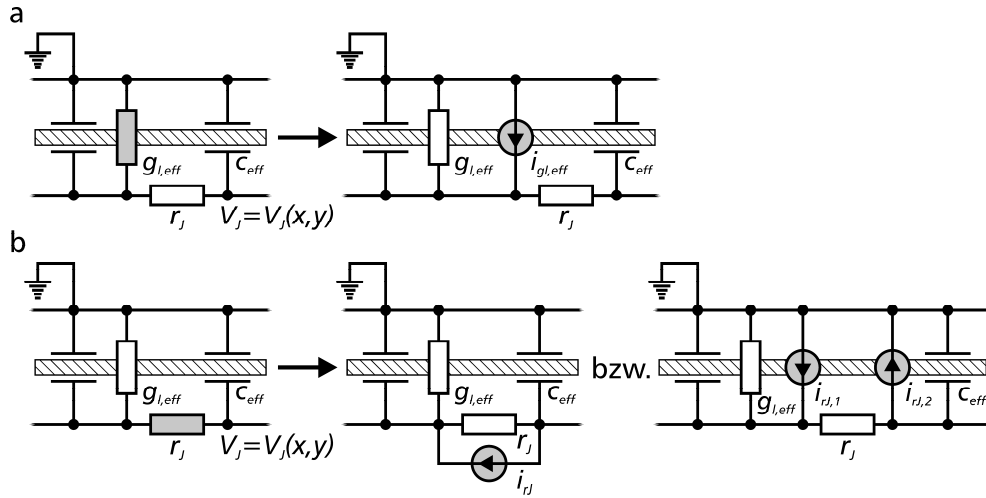 a
g_l,eff c_eff g_l,eff i_gl,eff c_eff
r_J V_J=V_J(x,y) r_J
b
g_l,eff c_eff g_l,eff c_eff bzw. g_l,eff i_rJ,1 i_rJ,2 c_eff
r_J V_J=V_J(x,y) r_J r_J
i_rJ